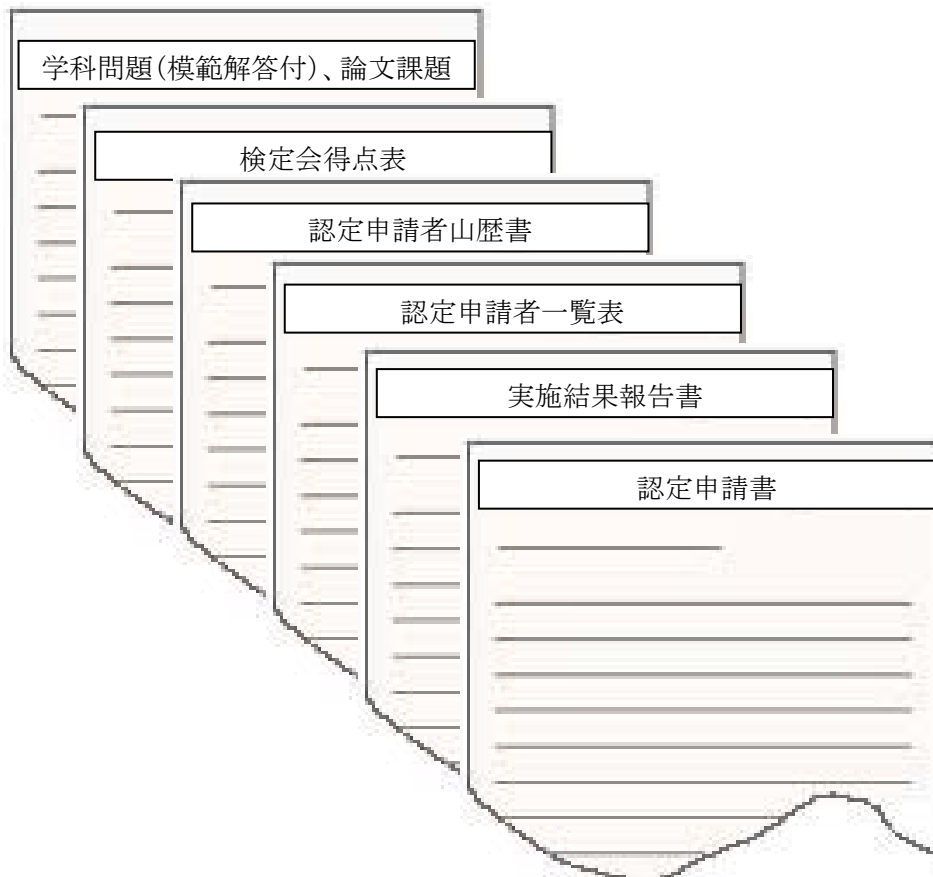 学科問題(模範解答付)、論文課題
検定会得点表
認定申請者山歴書
認定申請者一覧表
実施結果報告書
認定申請書